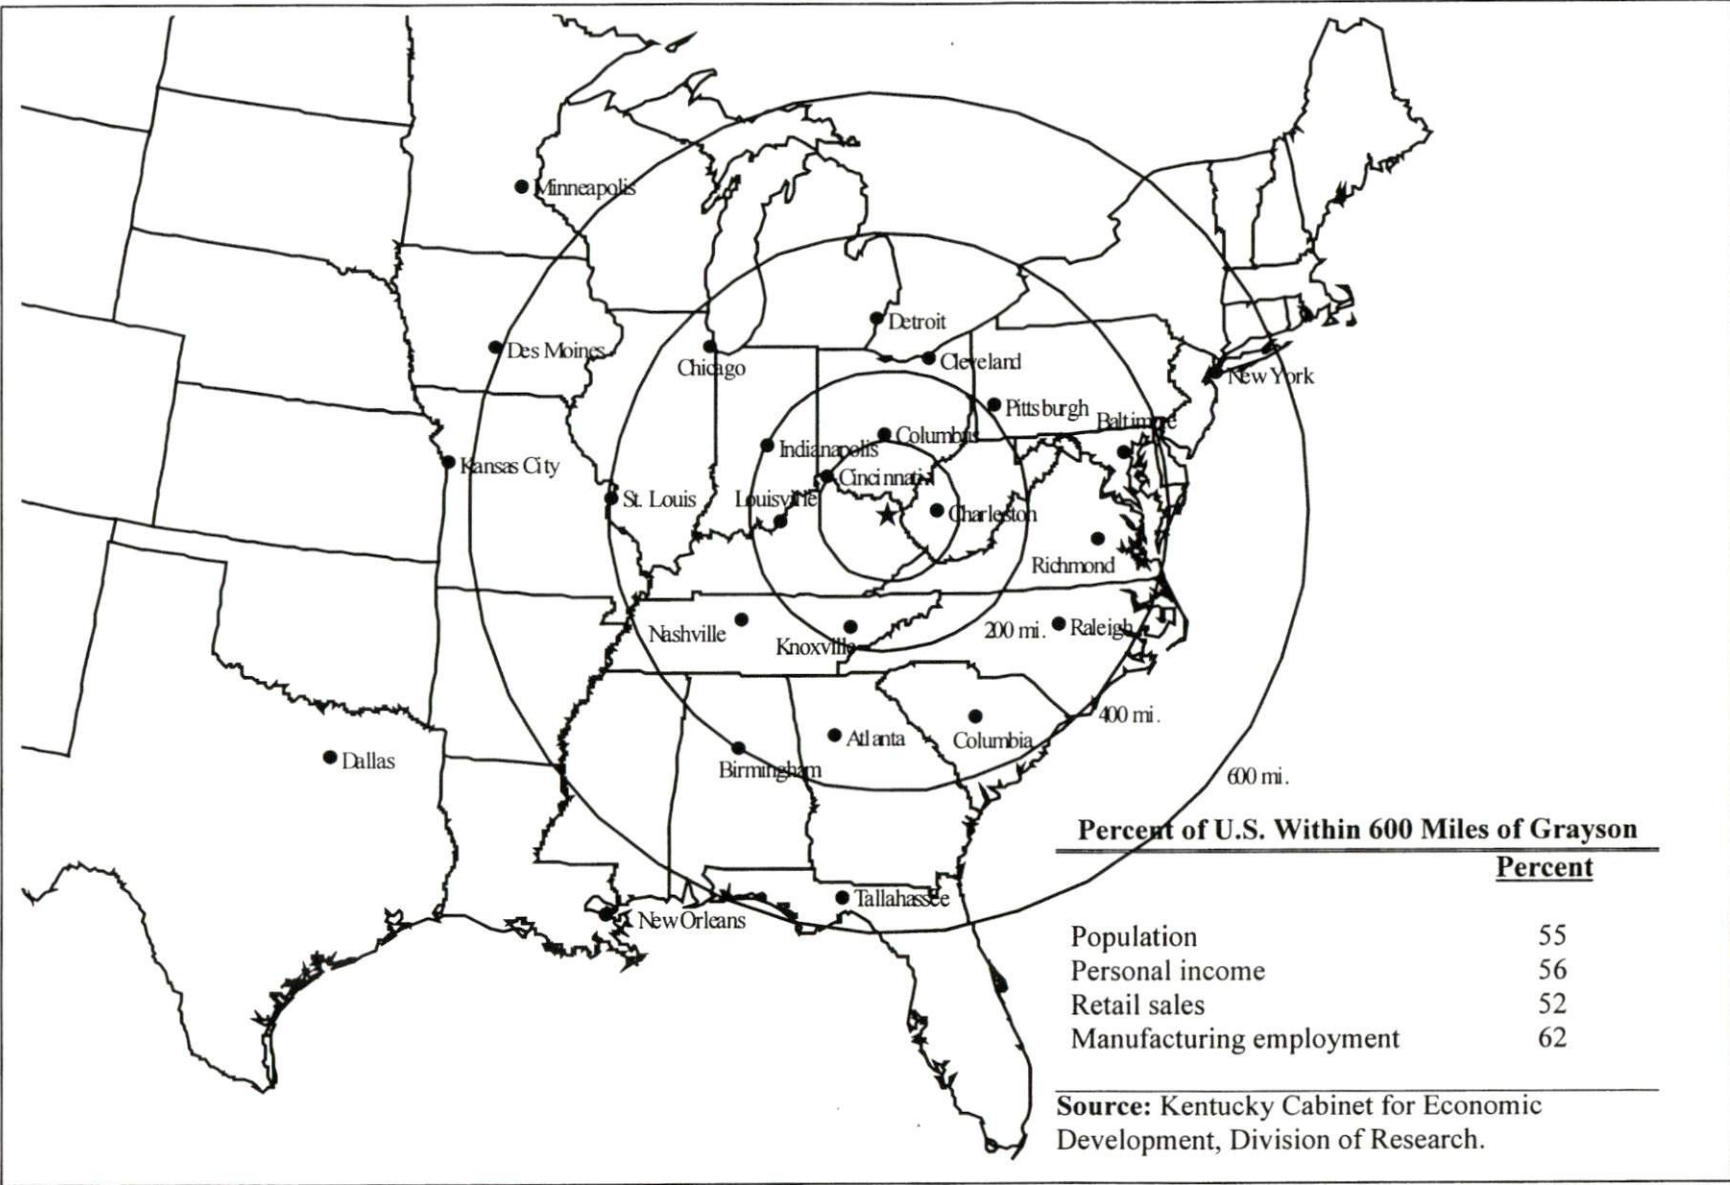 Minneapolis
Detroit
Des Moines
Chicago
Cleveland
New York
Pittsburgh
Baltimore
Columbus
Indianapolis
Kansas City
Cincinnati
St. Louis
Louisville
Charleston
Richmond
Nashville
Knoxville
200 mi.
Raleigh
400 mi.
Columbia
Atlanta
Birmingham
Dallas
600 mi.
Tallahassee
New Orleans
Percent of U.S. Within 600 Miles of Grayson
Percent
Population 55
Personal income 56
Retail sales 52
Manufacturing employment 62
Source: Kentucky Cabinet for Economic
Development, Division of Research.